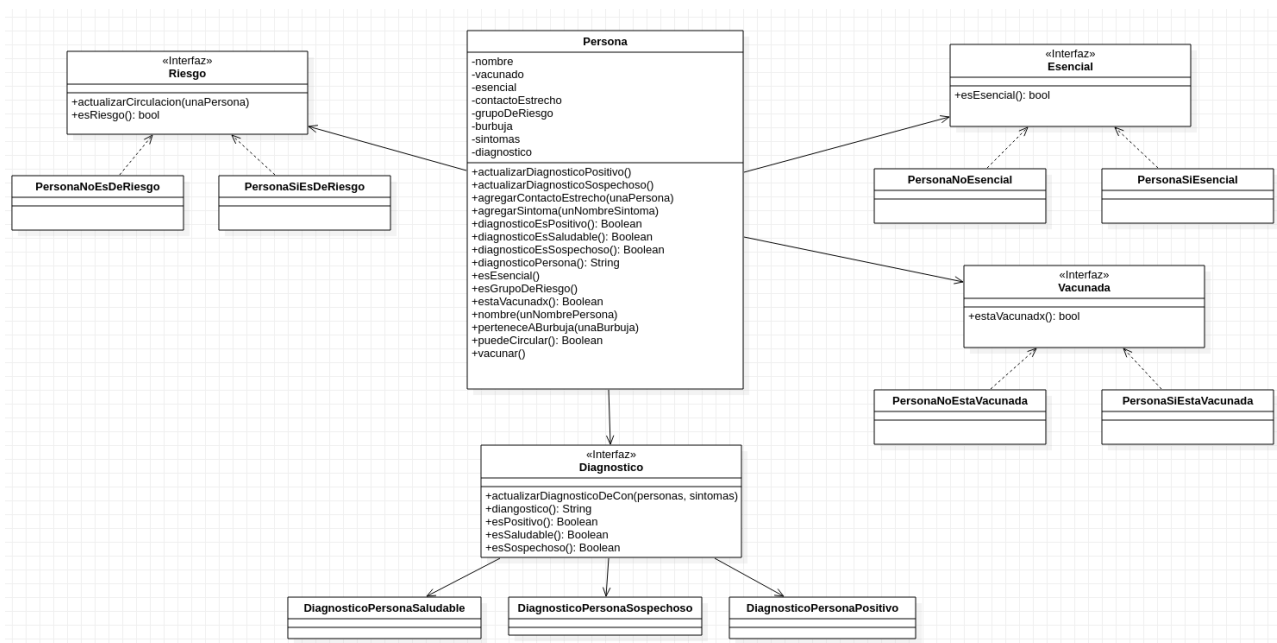 Persona
-nombre
-vacunado
-esencial
-contactoEstrecho
-grupoDeRiesgo
-burbuja
-sintomas
-diagnostico
+actualizarDiagnosticoPositivo()
+actualizarDiagnosticoSospechoso()
+agregarContactoEstrecho(unaPersona)
+agregarSintoma(unNombreSintoma)
+diagnosticoEsPositivo(): Boolean
+diagnosticoEsSaludable(): Boolean
+diagnosticoEsSospechoso(): Boolean
+diagnosticoPersona(): String
+esEsencial()
+esGrupoDeRiesgo()
+estaVacunadx(): Boolean
+nombre(unNombrePersona)
+perteneceABurbuja(unaBurbuja)
+puedeCircular(): Boolean
+vacunar()
«Interfaz»
Riesgo
+actualizarCirculacion(unaPersona)
+esRiesgo(): bool
PersonaNoEsDeRiesgo
PersonaSiEsDeRiesgo
«Interfaz»
Esencial
+esEsencial(): bool
PersonaNoEsencial
PersonaSiEsencial
«Interfaz»
Vacunada
+estaVacunadx(): bool
PersonaNoEstaVacunada
PersonaSiEstaVacunada
«Interfaz»
Diagnostico
+actualizarDiagnosticoDeCon(personas, sintomas)
+diangostico(): String
+esPositivo(): Boolean
+esSaludable(): Boolean
+esSospechoso(): Boolean
DiagnosticoPersonaSaludable
DiagnosticoPersonaSospechoso
DiagnosticoPersonaPositivo